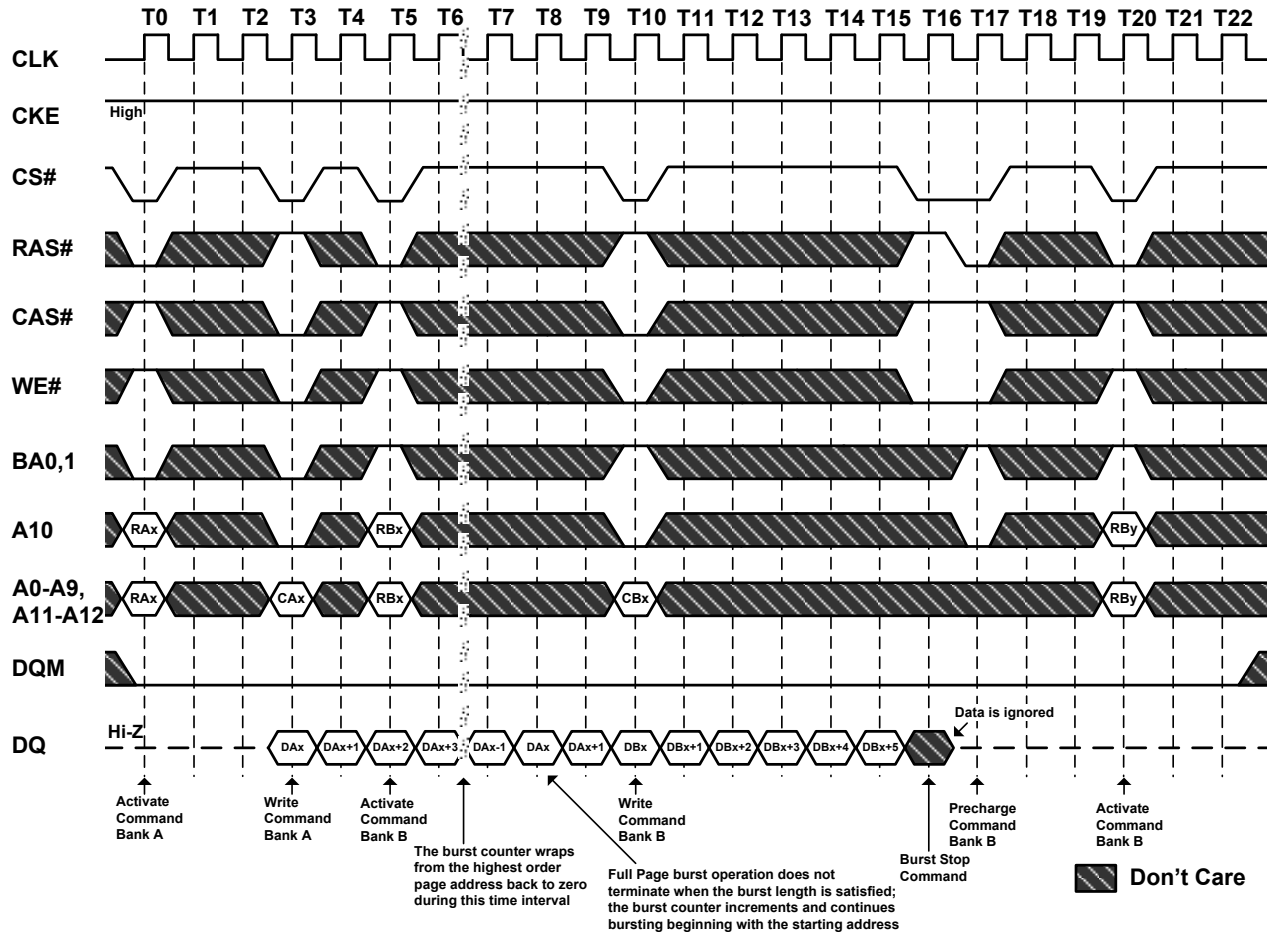 T0 T1 T2 T3 T4 T5 T6 T7 T8 T9 T10 T11 T12 T13 T14 T15 T16 T17 T18 T19 T20 T21 T22
CLK
CKE
High
CS#
RAS#
CAS#
WE#
BA0,1
A10
RAx RBx RBy
A0-A9,
A11-A12
RAx CAx RBx CBx RBy
DQM
Data is ignored
Hi-Z
DQ
DAx DAx+1 DAx+2 DAx+3 DAx-1 DAx DAx+1 DBx DBx+1 DBx+2 DBx+3 DBx+4 DBx+5
Activate
Command
Bank A
Write
Command
Bank A
Activate
Command
Bank B
The burst counter wraps
from the highest order
page address back to zero
during this time interval
Write
Command
Bank B
Full Page burst operation does not
terminate when the burst length is satisfied;
the burst counter increments and continues
bursting beginning with the starting address
Burst Stop
Command
Precharge
Command
Bank B
Activate
Command
Bank B
Don't Care